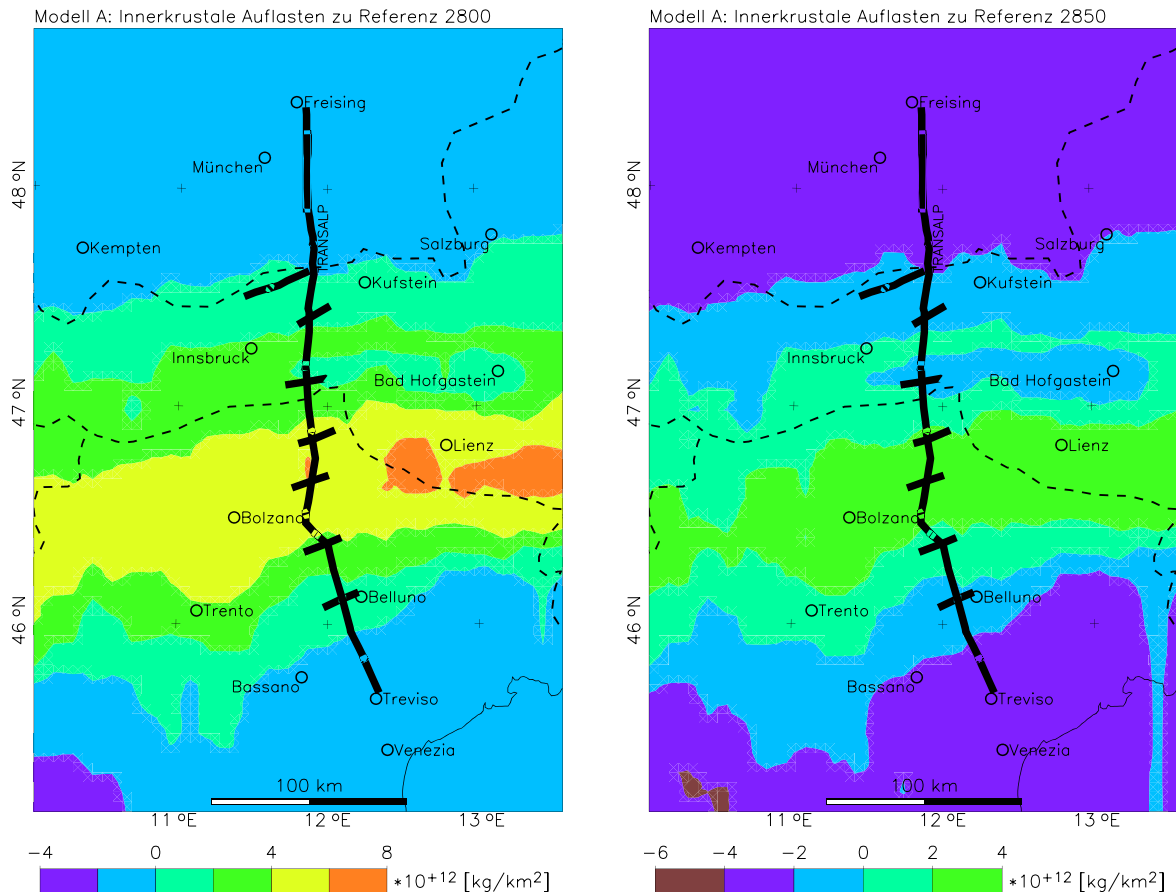 Modell A: Innerkrustale Auflasten zu Referenz 2800
Freising
München
48 °N
TRANSALP
Kempten
Salzburg
Kufstein
Innsbruck
Bad Hofgastein
47 °N
Lienz
Bolzano
Trento
Belluno
46 °N
Bassano
Treviso
Venezia
100 km
11 °E 12 °E 13 °E
-4 0 4 8
*10+12 [kg/km2]
Modell A: Innerkrustale Auflasten zu Referenz 2850
Freising
München
48 °N
TRANSALP
Kempten
Salzburg
Kufstein
Innsbruck
Bad Hofgastein
47 °N
Lienz
Bolzano
Trento
Belluno
46 °N
Bassano
Treviso
Venezia
100 km
11 °E 12 °E 13 °E
-6 -4 -2 0 2 4
*10+12 [kg/km2]